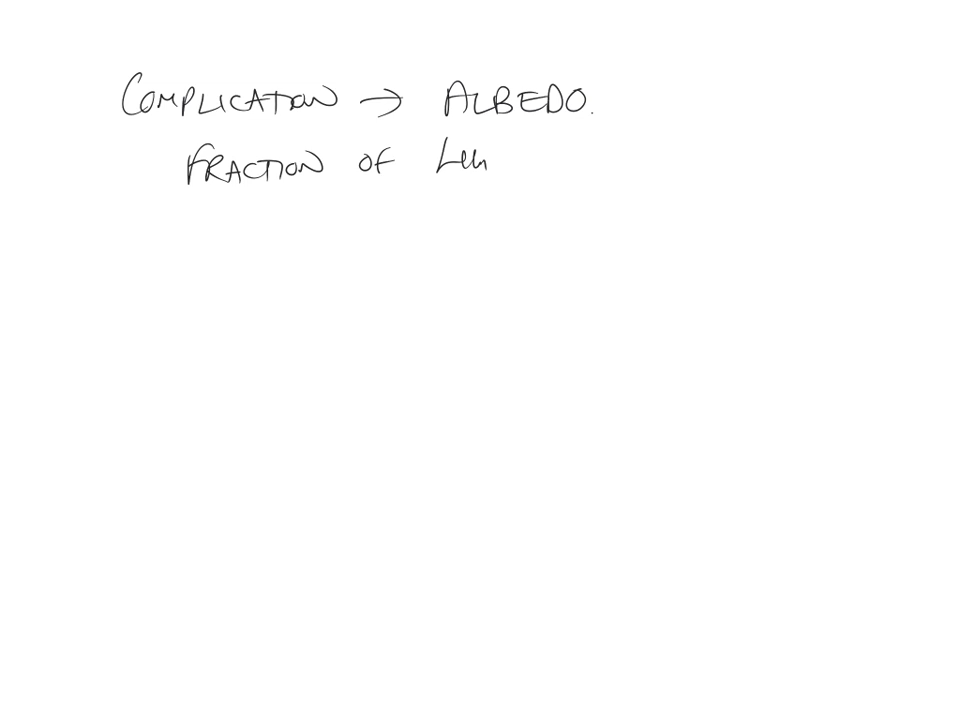 COMPLICATION → ALBEDO.
FRACTION OF